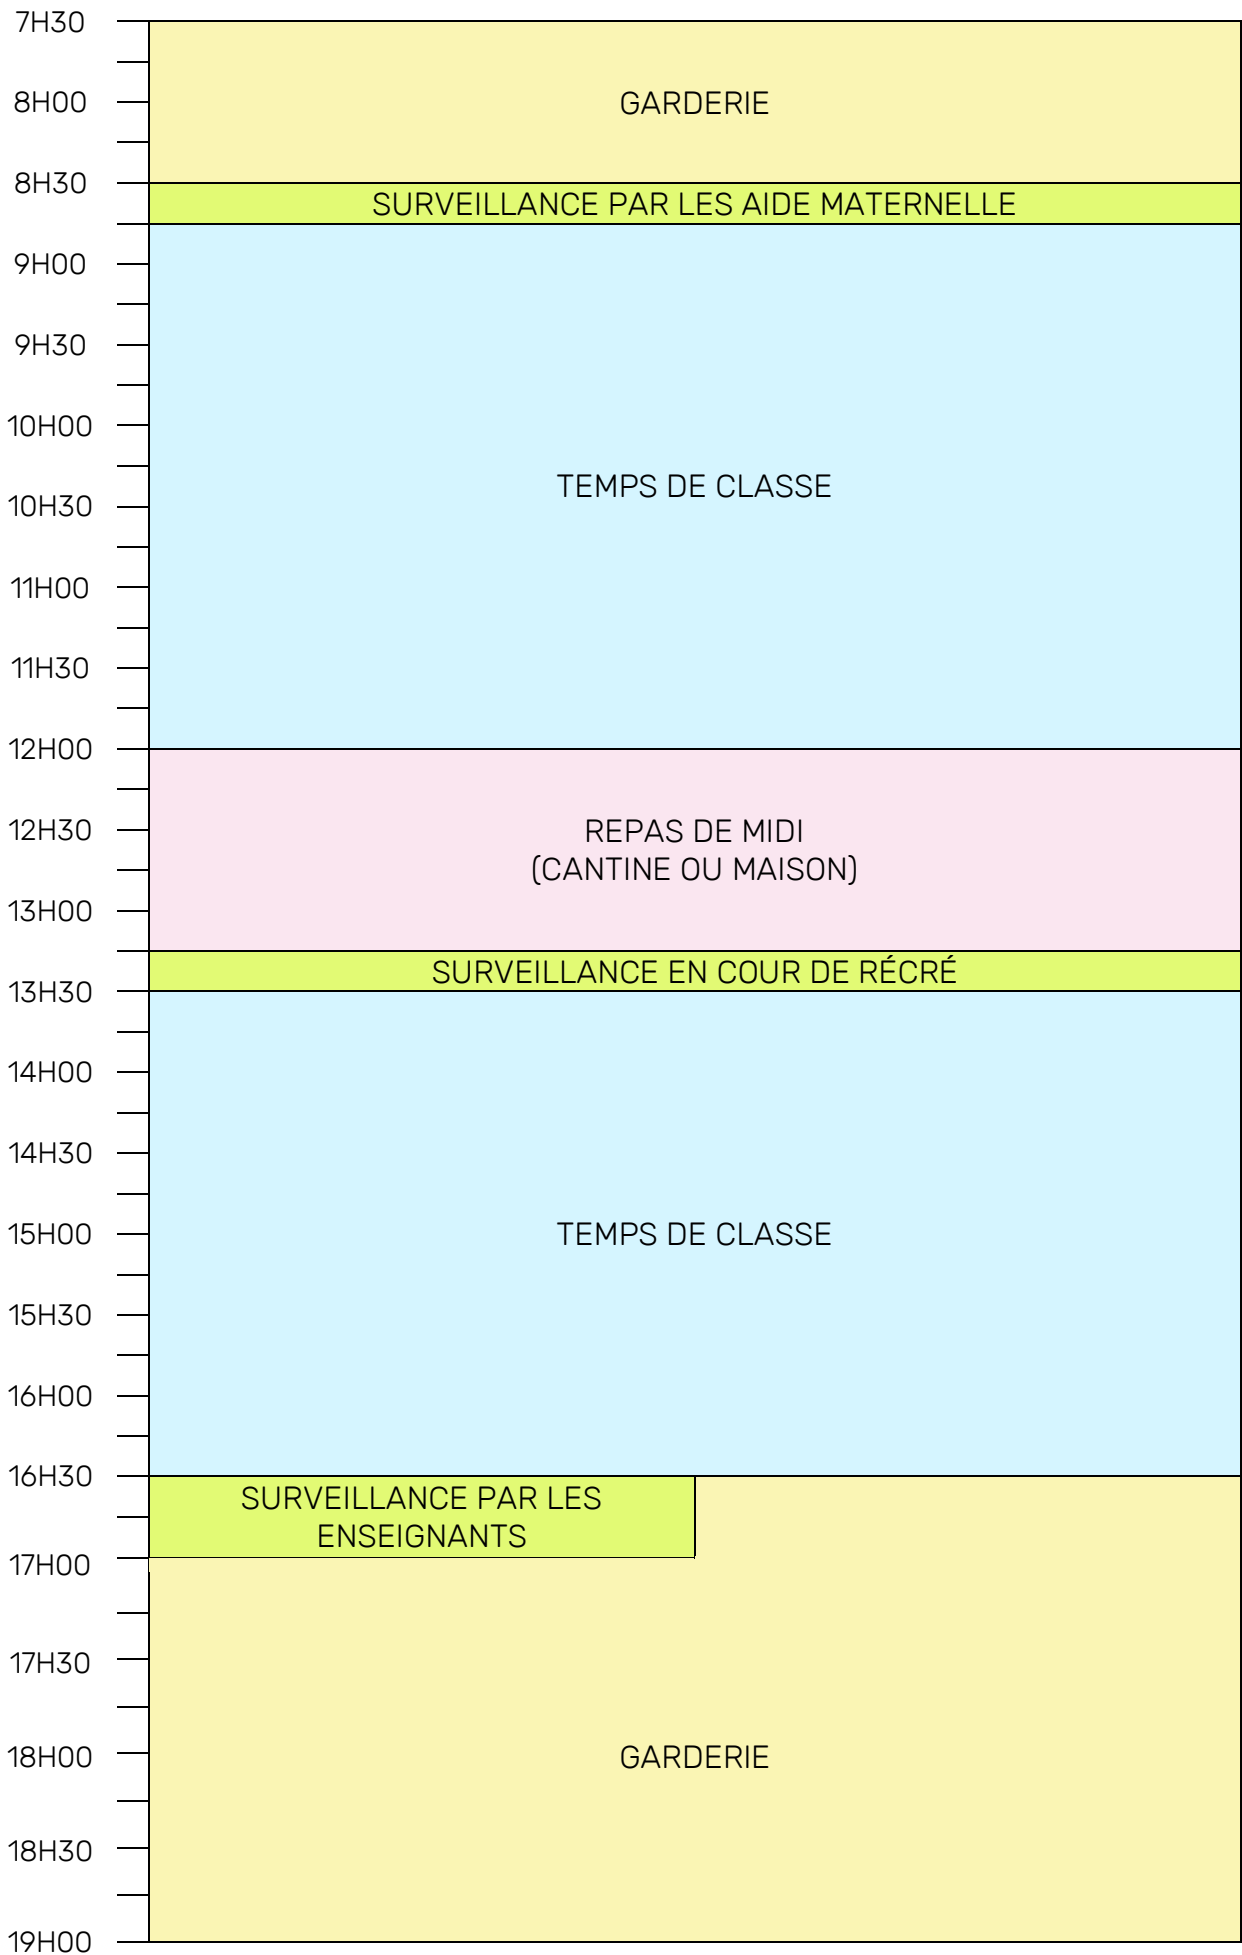 7H30
8H00
GARDERIE
8H30
SURVEILLANCE PAR LES AIDE MATERNELLE
9H00
9H30
10H00
TEMPS DE CLASSE
10H30
11H00
11H30
12H00
12H30
REPAS DE MIDI
(CANTINE OU MAISON)
13H00
SURVEILLANCE EN COUR DE RÉCRÉ
13H30
14H00
14H30
15H00
TEMPS DE CLASSE
15H30
16H00
16H30
SURVEILLANCE PAR LES
ENSEIGNANTS
17H00
17H30
18H00
GARDERIE
18H30
19H00